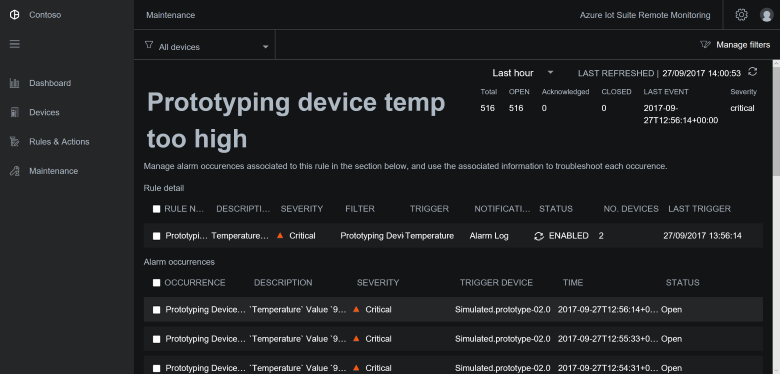 Contoso
Maintenance
Azure Iot Suite Remote Monitoring
All devices
Manage filters
Dashboard
Devices
Rules & Actions
Maintenance
Last hour
LAST REFRESHED | 27/09/2017 14:00:53
Prototyping device temp
too high
Total OPEN Acknowledged CLOSED LAST EVENT Severity
516 516 0 0 2017-09-27T12:56:14+00:00 critical
Manage alarm occurences associated to this rule in the section below, and use the associated information to troubleshoot each occurence.
Rule detail
RULE N... DESCRIPTI... SEVERITY FILTER TRIGGER NOTIFICATI... STATUS NO. DEVICES LAST TRIGGER
Prototypi... Temperature... Critical Prototyping Devi Temperature Alarm Log ENABLED 2 27/09/2017 13:56:14
Alarm occurrences
OCCURRENCE DESCRIPTION SEVERITY TRIGGER DEVICE TIME STATUS
Prototyping Device... `Temperature` Value `9... Critical Simulated.prototype-02.0 2017-09-27T12:56:14+0... Open
Prototyping Device... `Temperature` Value `9... Critical Simulated.prototype-02.0 2017-09-27T12:55:33+0... Open
Prototyping Device... `Temperature` Value `9... Critical Simulated.prototype-02.0 2017-09-27T12:54:31+0... Open